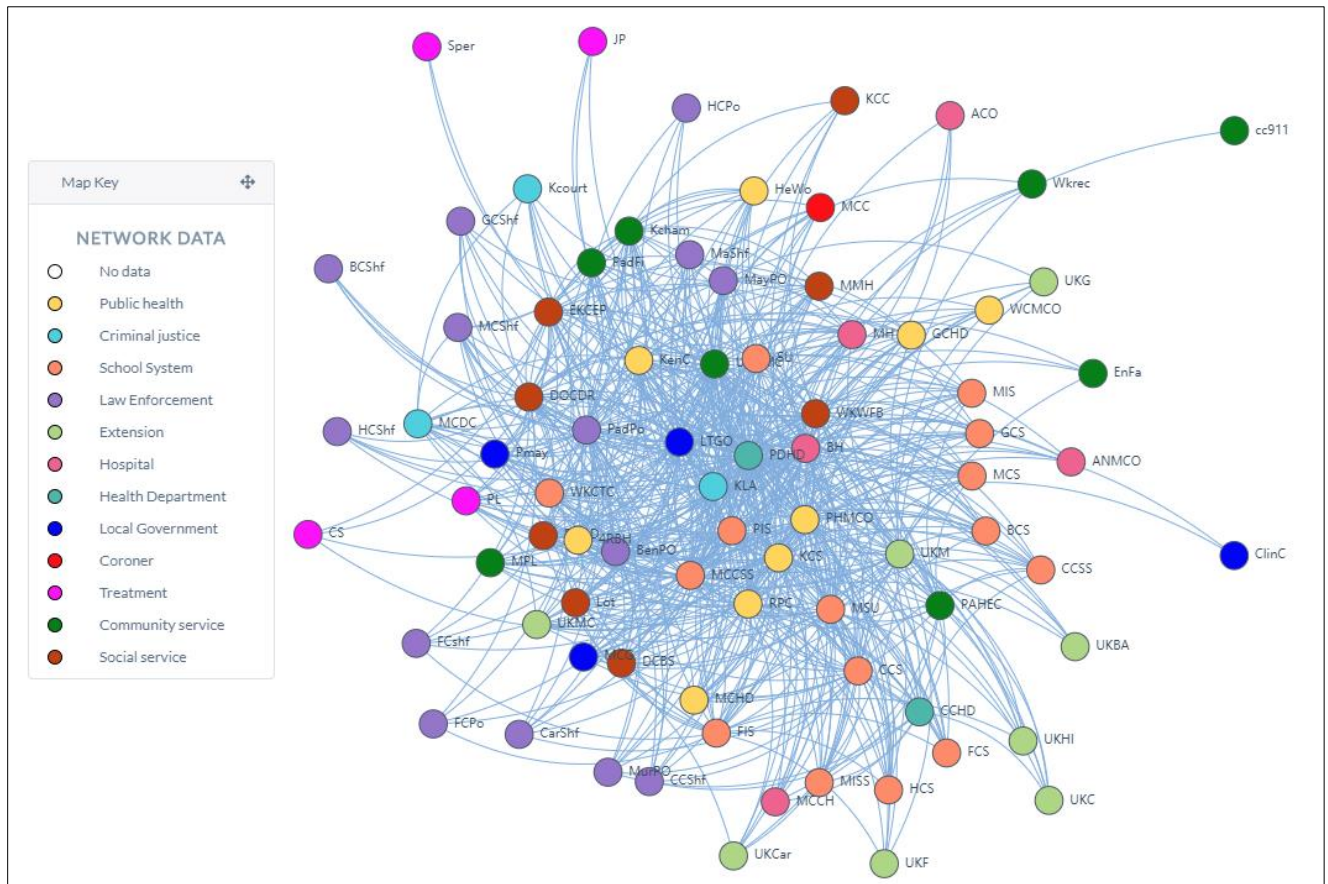 Sper
JP
HCPo
KCC
ACO
cc911
Map Key
Kcourt
HeWo
Wkrec
NETWORK DATA
No data
Public health
Criminal justice
School System
Law Enforcement
Extension
Hospital
Health Department
Local Government
Coroner
Treatment
Community service
Social service
GCShf
Kcham
MCC
BCShf
PadFi
MaShf
MayPO
MMH
UKG
EKCEP
WCMCO
MCShf
MH
GCHD
KenC
SU
EnFa
DOCDR
MIS
HCShf
MCDC
PadPo
WKWFB
GCS
Pmay
LTGO
PDHD
BH
ANMCO
PL
WKCTC
KLA
MCS
CS
4RBH
PIS
PHMCO
BCS
MPL
BenPO
KCS
UKM
ClinC
MCCSS
CCSS
Lot
UKMC
RPC
MSU
PAHEC
FCshf
MCG
DCBS
CCS
UKBA
MCHD
CCHD
FCPo
CarShf
FIS
UKHI
MurPO
CCShf
MISS
FCS
MCCH
HCS
UKC
UKCar
UKF